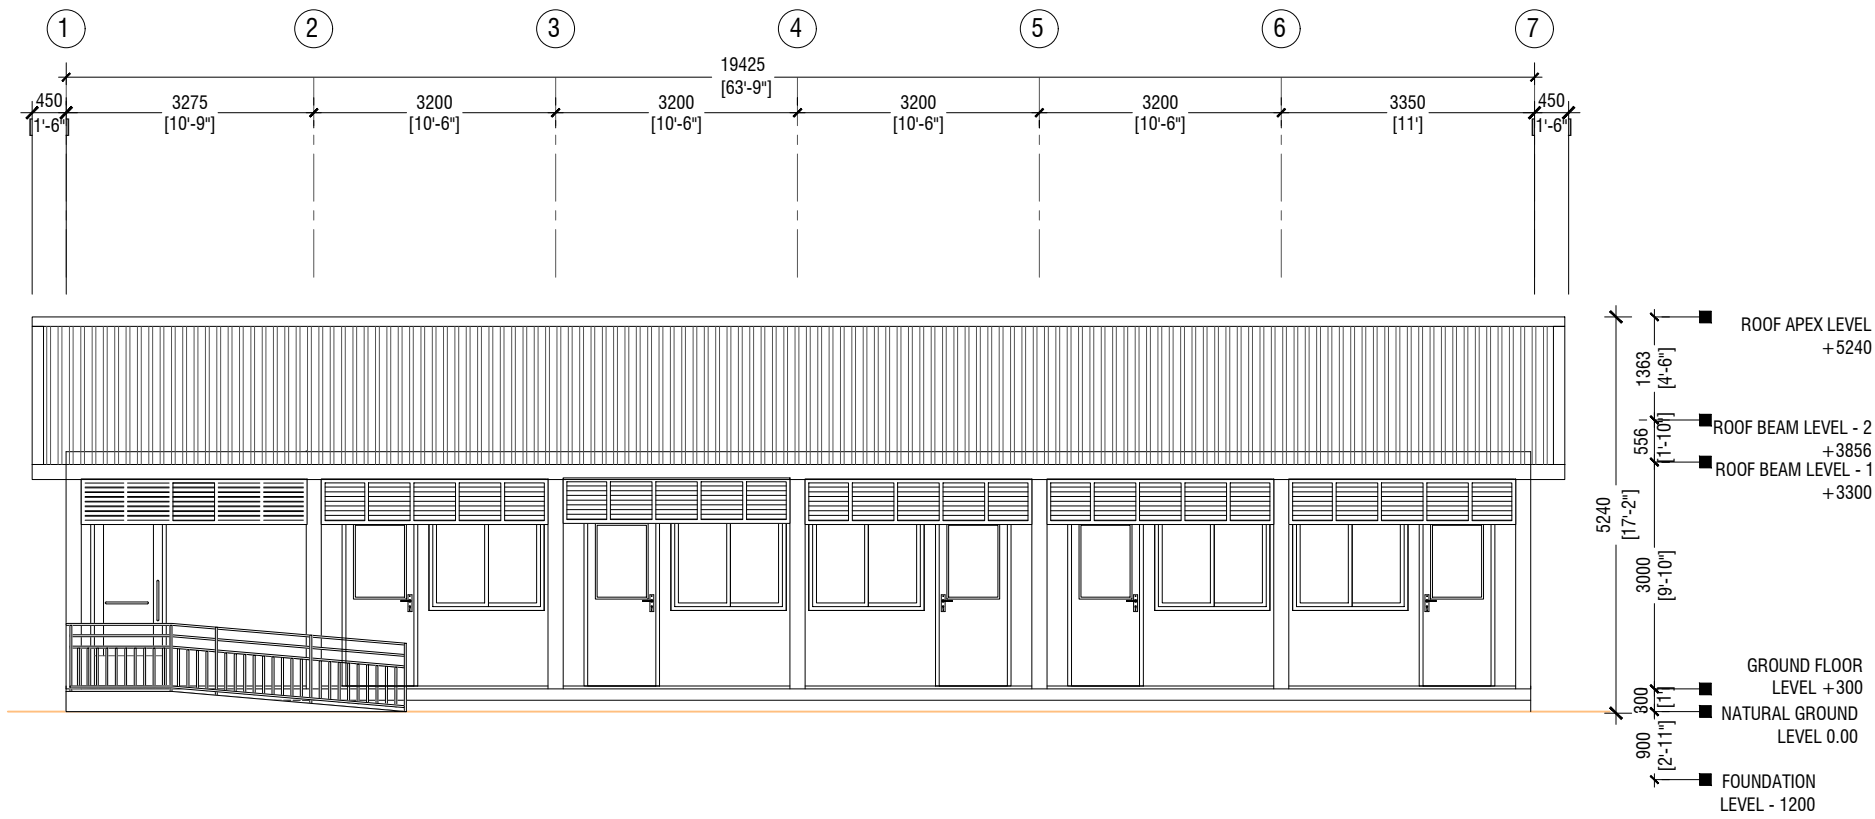 1 2 3 4 5 6 7
19425
[63'-9"]
450 3275 3200 3200 3200 3200 3350 450
[1'-6"] [10'-9"] [10'-6"] [10'-6"] [10'-6"] [10'-6"] [11'] [1'-6"]
ROOF APEX LEVEL
+5240
1363
[4'-6"]
ROOF BEAM LEVEL - 2
+3856
556
[1'-10"]
ROOF BEAM LEVEL - 1
+3300
5240
[17'-2"]
3000
[9'-10"]
GROUND FLOOR
LEVEL +300
300
[1']
NATURAL GROUND
LEVEL 0.00
900
[2'-11"]
FOUNDATION
LEVEL - 1200